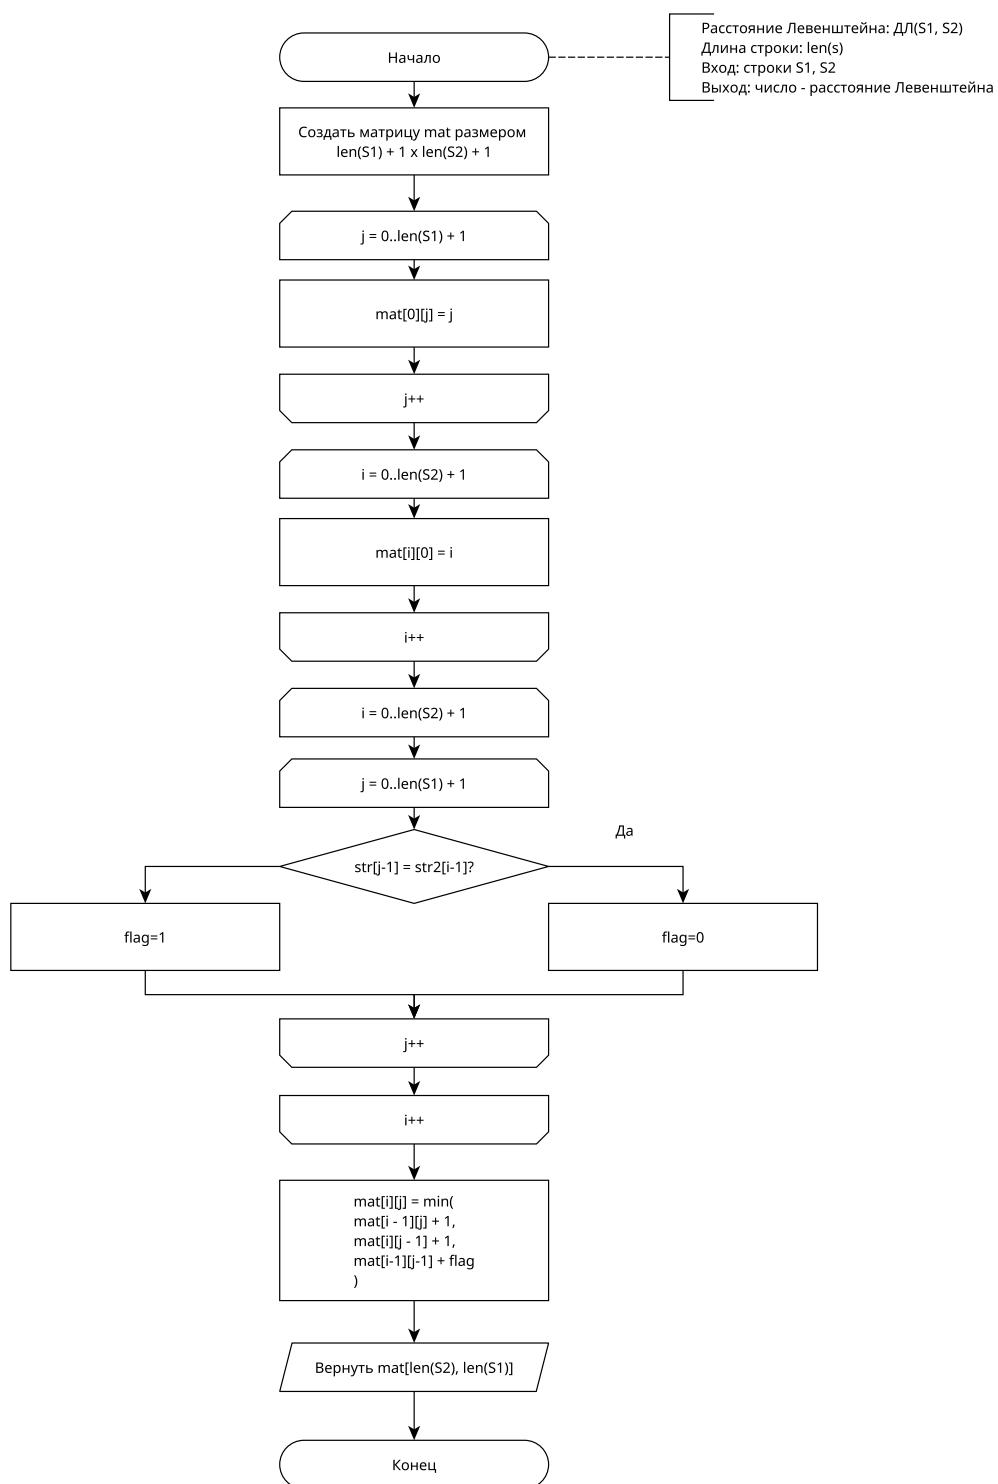 Начало
Расстояние Левенштейна: ДЛ(S1, S2)
Длина строки: len(s)
Вход: строки S1, S2
Выход: число - расстояние Левенштейна
Создать матрицу mat размером
len(S1) + 1 x len(S2) + 1
j = 0..len(S1) + 1
mat[0][j] = j
j++
i = 0..len(S2) + 1
mat[i][0] = i
i++
i = 0..len(S2) + 1
j = 0..len(S1) + 1
Да
str[j-1] = str2[i-1]?
flag=1
flag=0
j++
i++
mat[i][j] = min(
mat[i - 1][j] + 1,
mat[i][j - 1] + 1,
mat[i-1][j-1] + flag
)
Вернуть mat[len(S2), len(S1)]
Конец